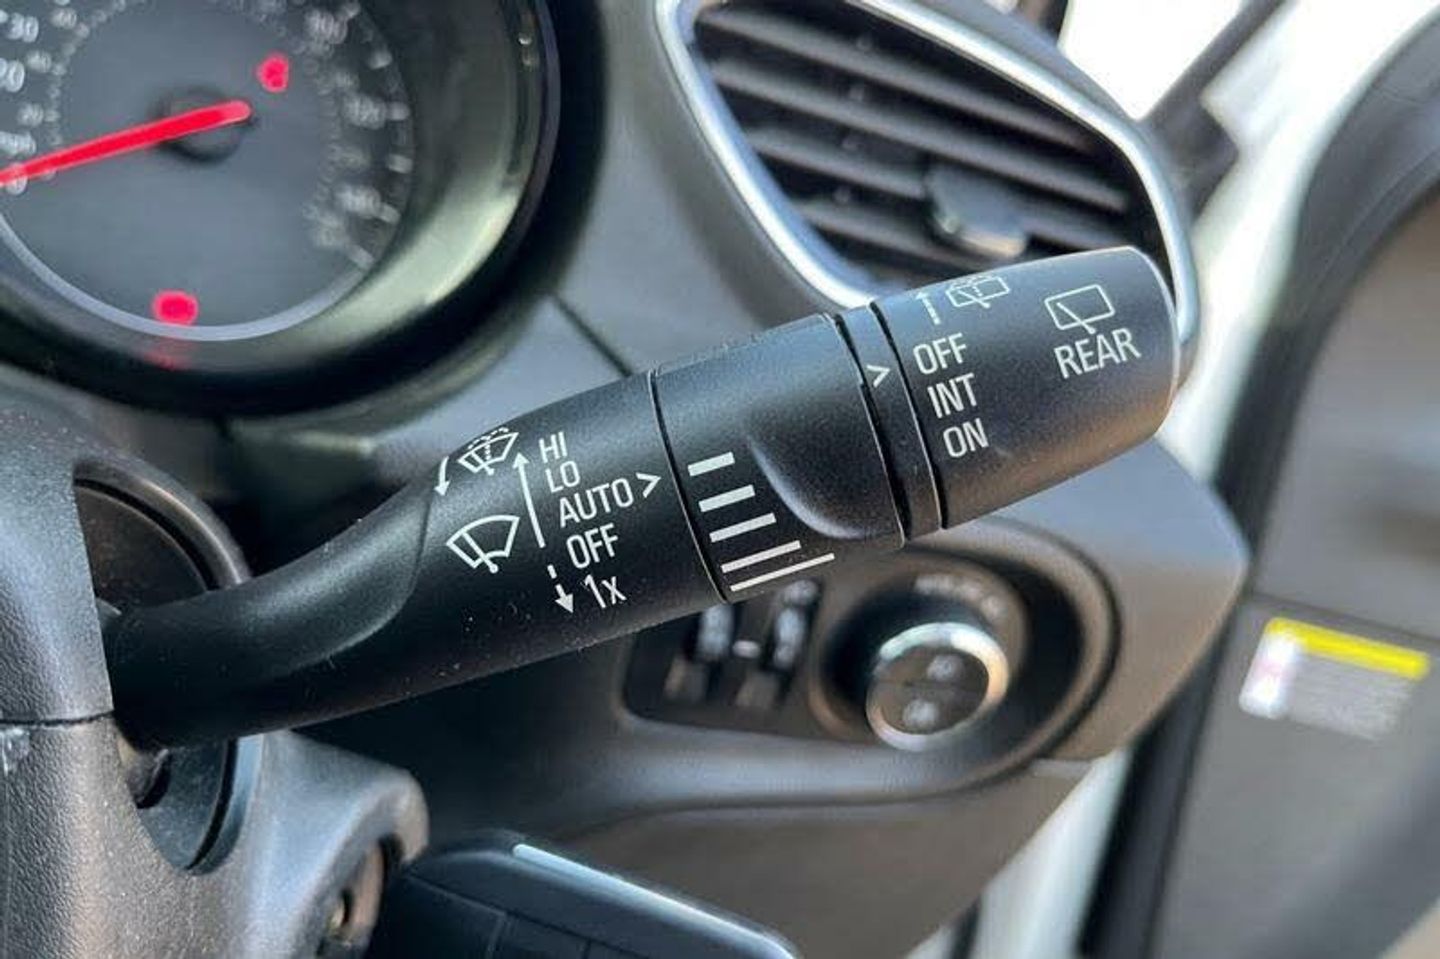 HI
LO
AUTO >
OFF
1x
> OFF
INT
ON
REAR